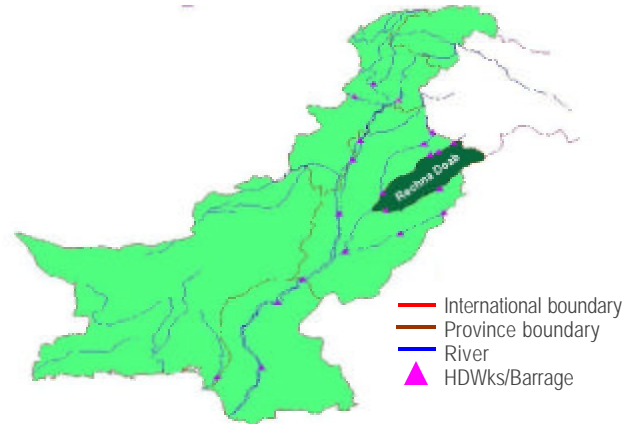 Rechna Doab
International boundary
Province boundary
River
HDWks/Barrage